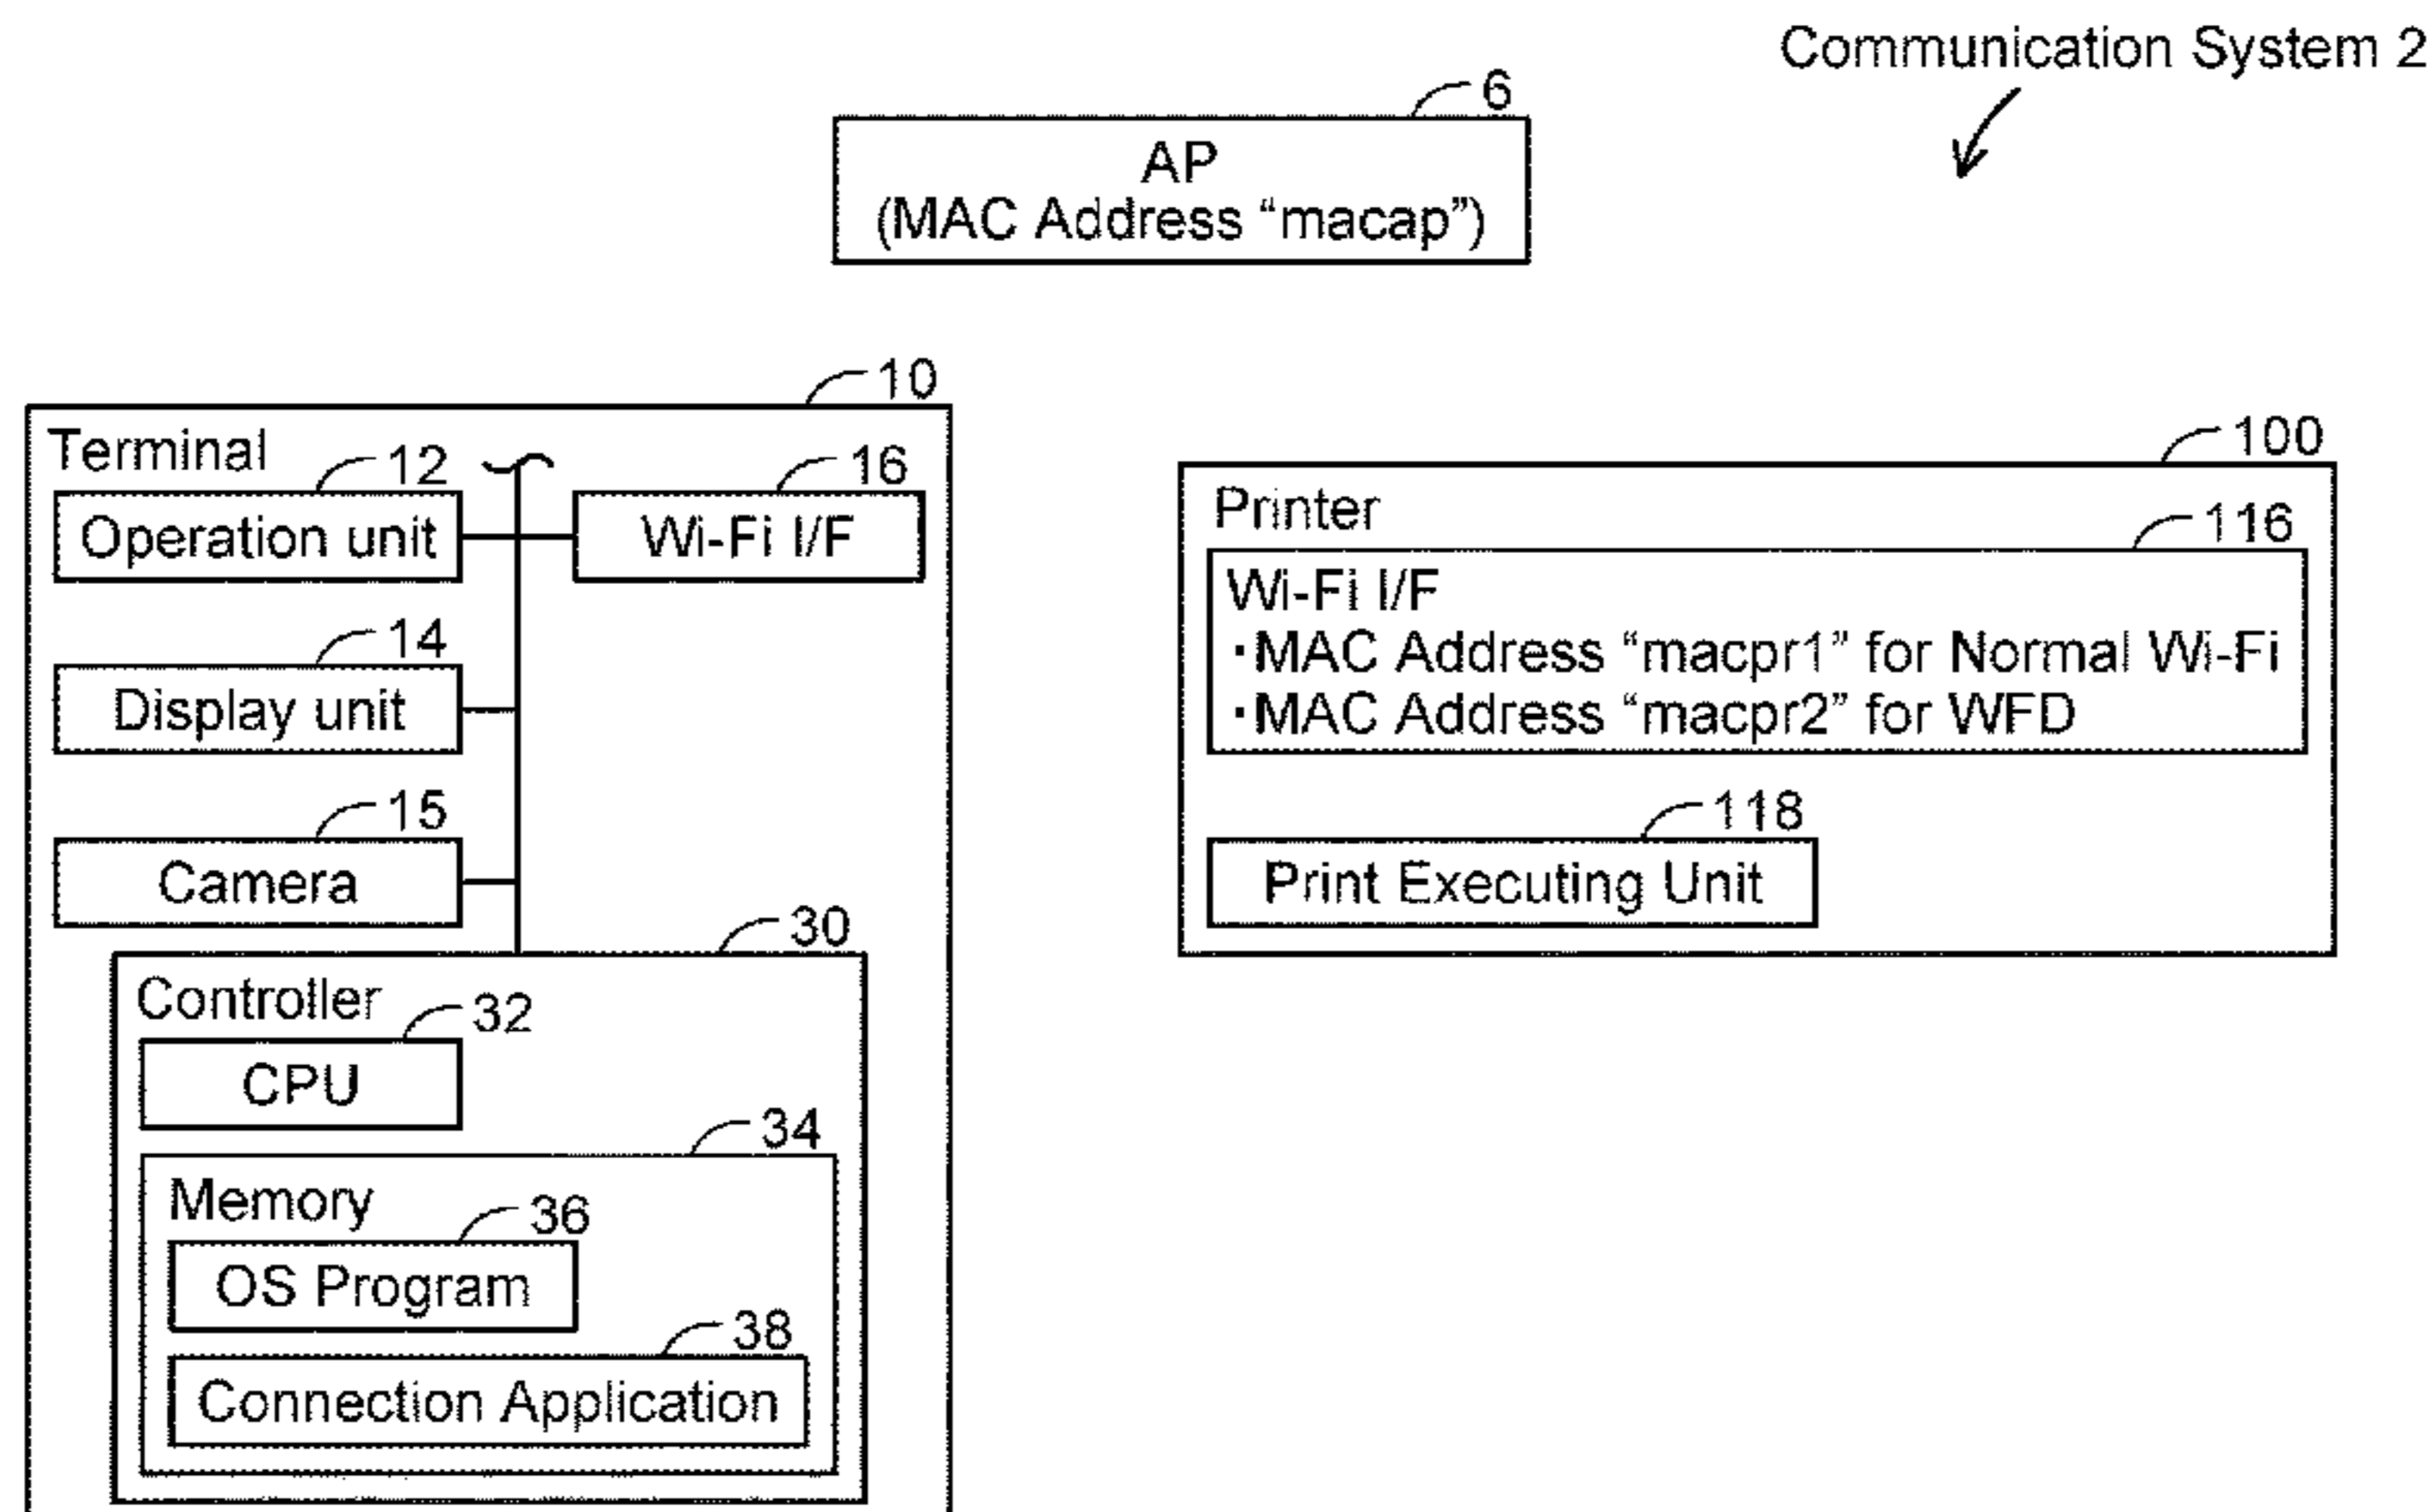 Communication System 2
6
AP
(MAC Address “macap”)
10
Terminal
12
Operation unit
16
Wi-Fi I/F
14
Display unit
15
Camera
30
Controller
32
CPU
34
Memory
36
OS Program
38
Connection Application
100
Printer
116
Wi-Fi I/F
・MAC Address “macpr1” for Normal Wi-Fi
・MAC Address “macpr2” for WFD
118
Print Executing Unit